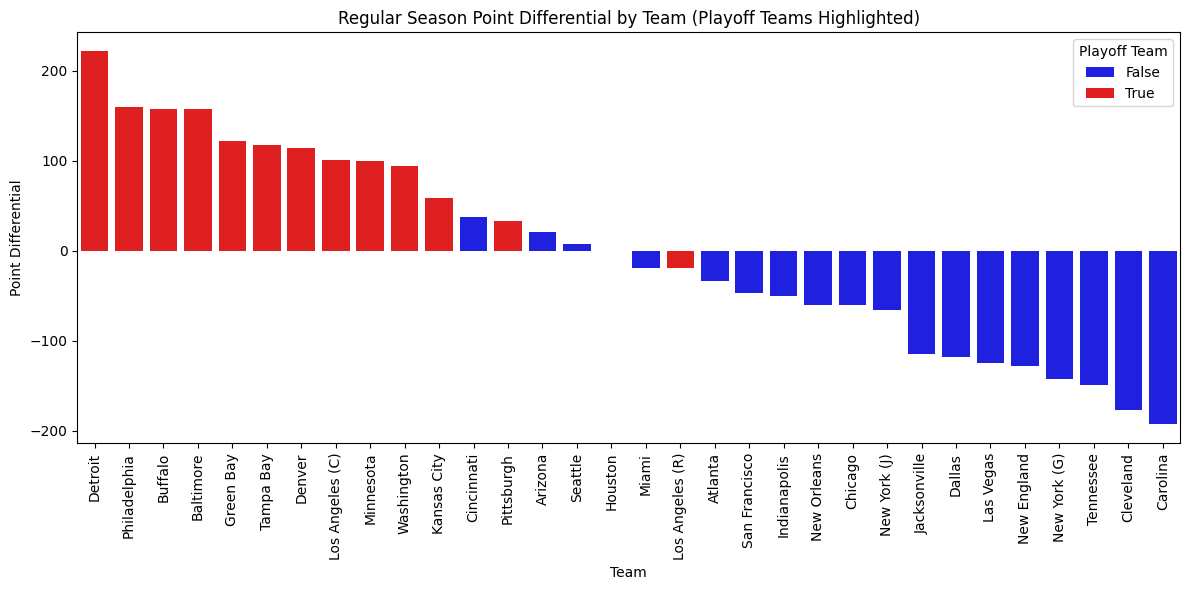 Regular Season Point Differential by Team (Playoff Teams Highlighted)
Playoff Team
False
True
Point Differential
200
100
0
−100
−200
Detroit
Philadelphia
Buffalo
Baltimore
Green Bay
Tampa Bay
Denver
Los Angeles (C)
Minnesota
Washington
Kansas City
Cincinnati
Pittsburgh
Arizona
Seattle
Houston
Miami
Los Angeles (R)
Atlanta
San Francisco
Indianapolis
New Orleans
Chicago
New York (J)
Jacksonville
Dallas
Las Vegas
New England
New York (G)
Tennessee
Cleveland
Carolina
Team